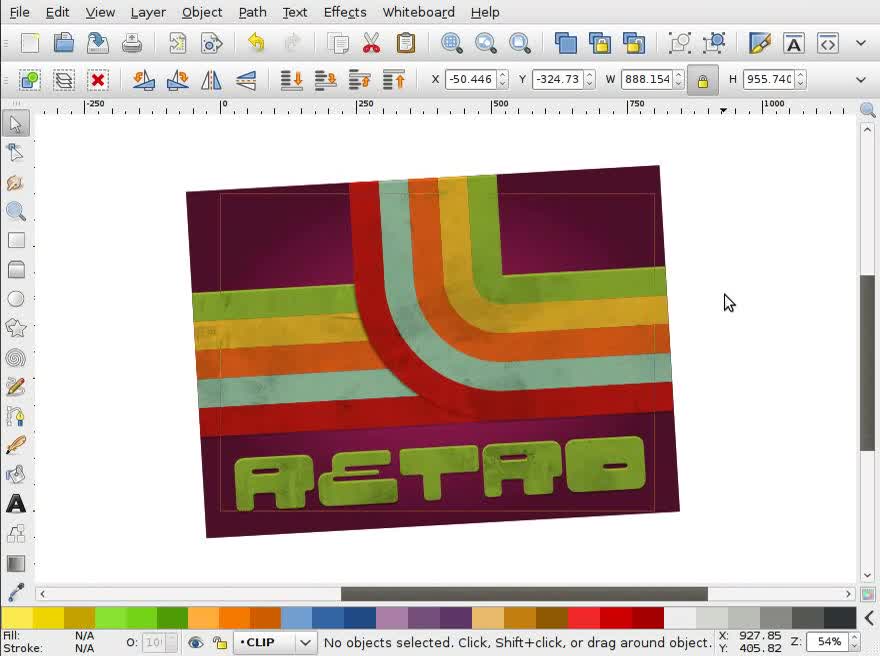 File Edit View Layer Object Path Text Effects Whiteboard Help
X -50.446 Y -324.73 W 888.154 H 955.740
-250 0 250 500 750 1000
RETRO
Fill: N/A O: •CLIP No objects selected. Click, Shift+click, or drag around object. X: 927.85 Z: 54%
Stroke: N/A Y: 405.82